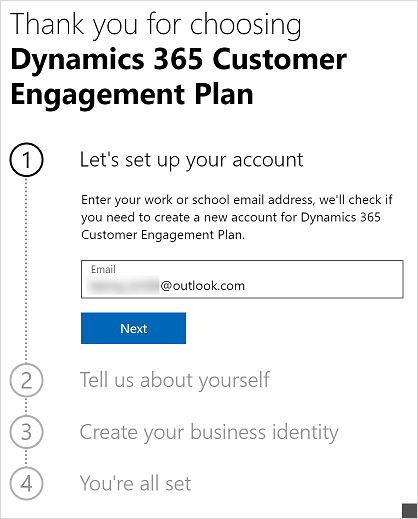 Thank you for choosing
Dynamics 365 Customer
Engagement Plan
1 Let's set up your account
Enter your work or school email address, we'll check if
you need to create a new account for Dynamics 365
Customer Engagement Plan.
Email
@outlook.com
Next
2 Tell us about yourself
3 Create your business identity
4 You're all set